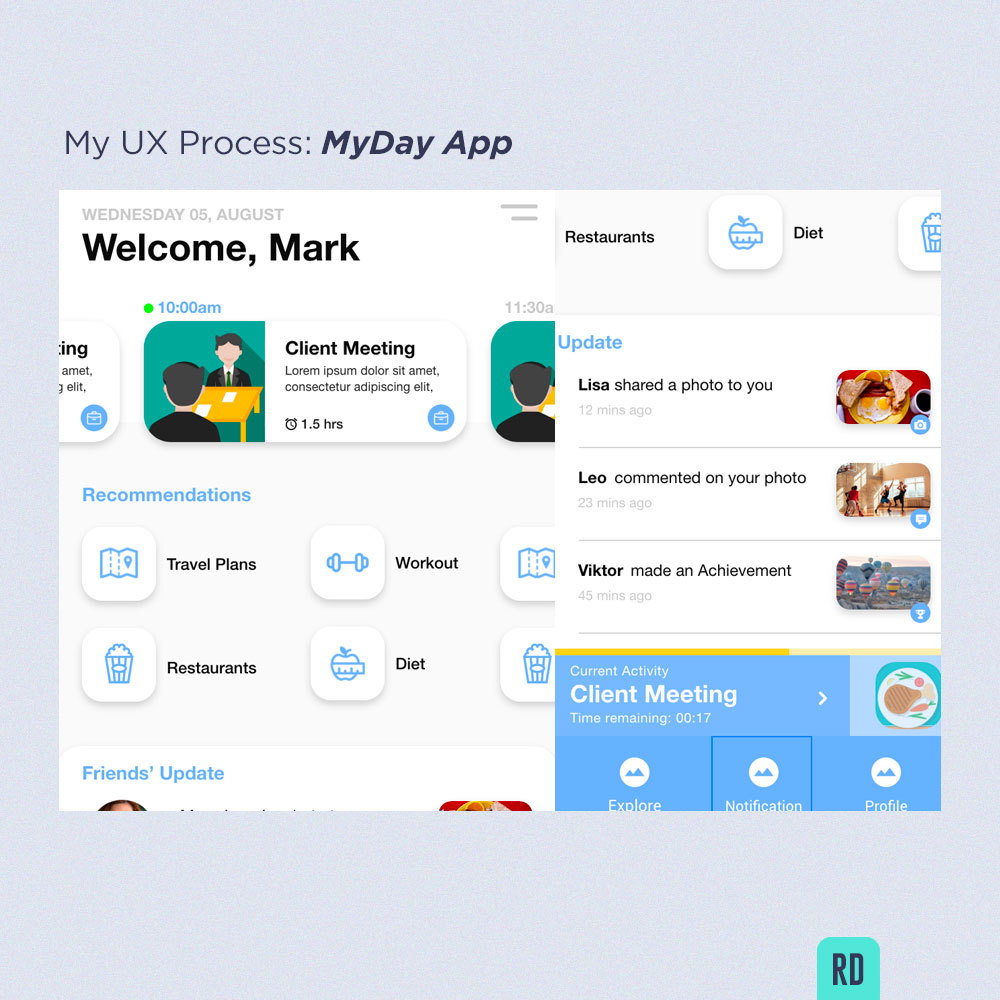 My UX Process: MyDay App
WEDNESDAY 05, AUGUST
Welcome, Mark
10:00am
11:30a
ting
amet,
g elit,
Client Meeting
Lorem ipsum dolor sit amet,
consectetur adipiscing elit,
1.5 hrs
Recommendations
Travel Plans
Workout
Restaurants
Diet
Friends’ Update
Restaurants
Diet
Update
Lisa shared a photo to you
12 mins ago
Leo commented on your photo
23 mins ago
Viktor made an Achievement
45 mins ago
Current Activity
Client Meeting
Time remaining: 00:17
Explore
Notification
Profile
RD